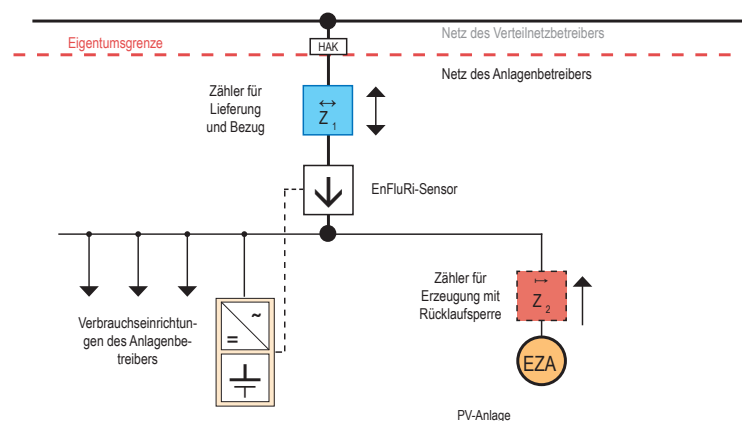 Netz des Verteilnetzbetreibers
Eigentumsgrenze
HAK
Netz des Anlagenbetreibers
Zähler für
Lieferung
und Bezug
↔
Z 1
EnFluRi-Sensor
Zähler für
Erzeugung mit
Rücklaufsperre
↦
Z 2
Verbrauchseinrichtun-
gen des Anlagenbe-
treibers
~
=
EZA
PV-Anlage